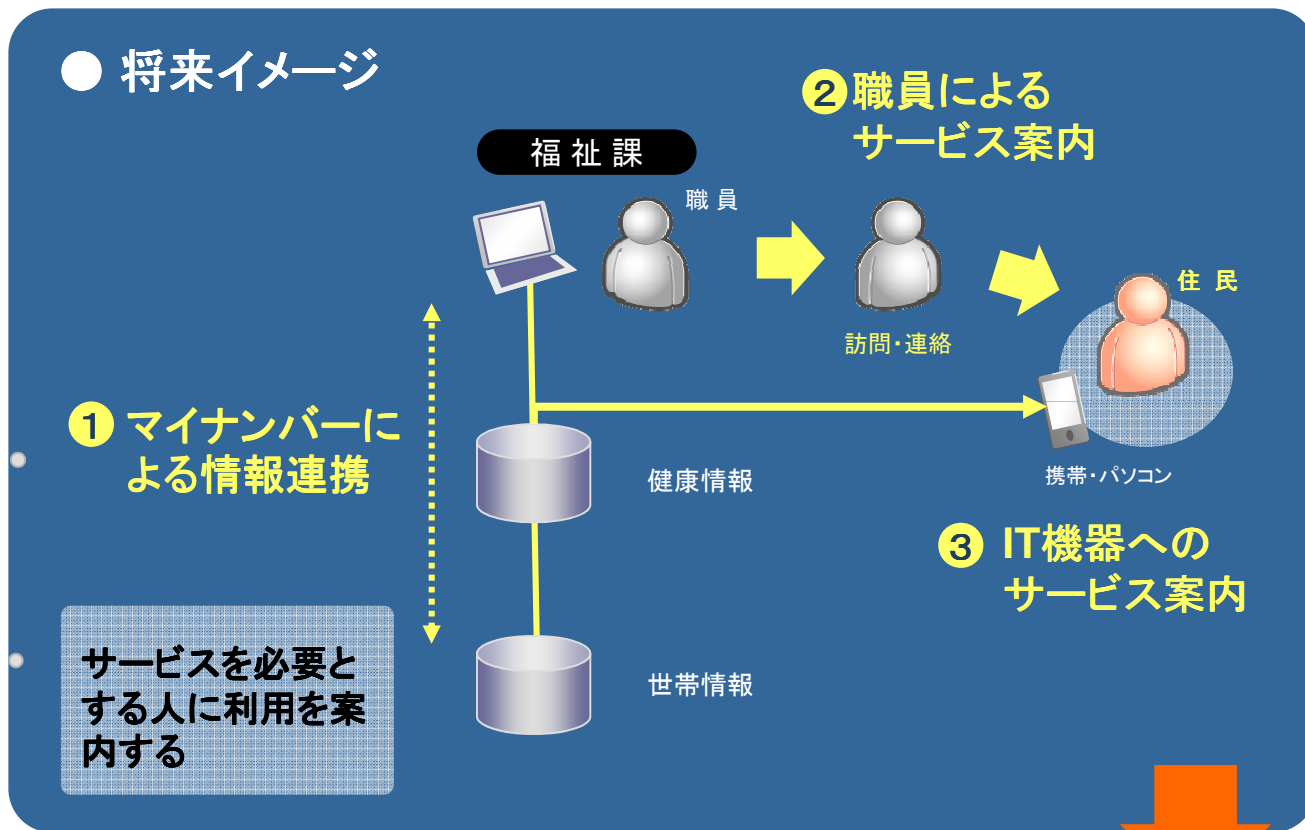 ● 将来イメージ
❷職員による
サービス案内
福祉課
職員
住民
訪問・連絡
❶ マイナンバーに
よる情報連携
健康情報
携帯・パソコン
❸ IT機器への
サービス案内
サービスを必要と
する人に利用を案
内する
世帯情報